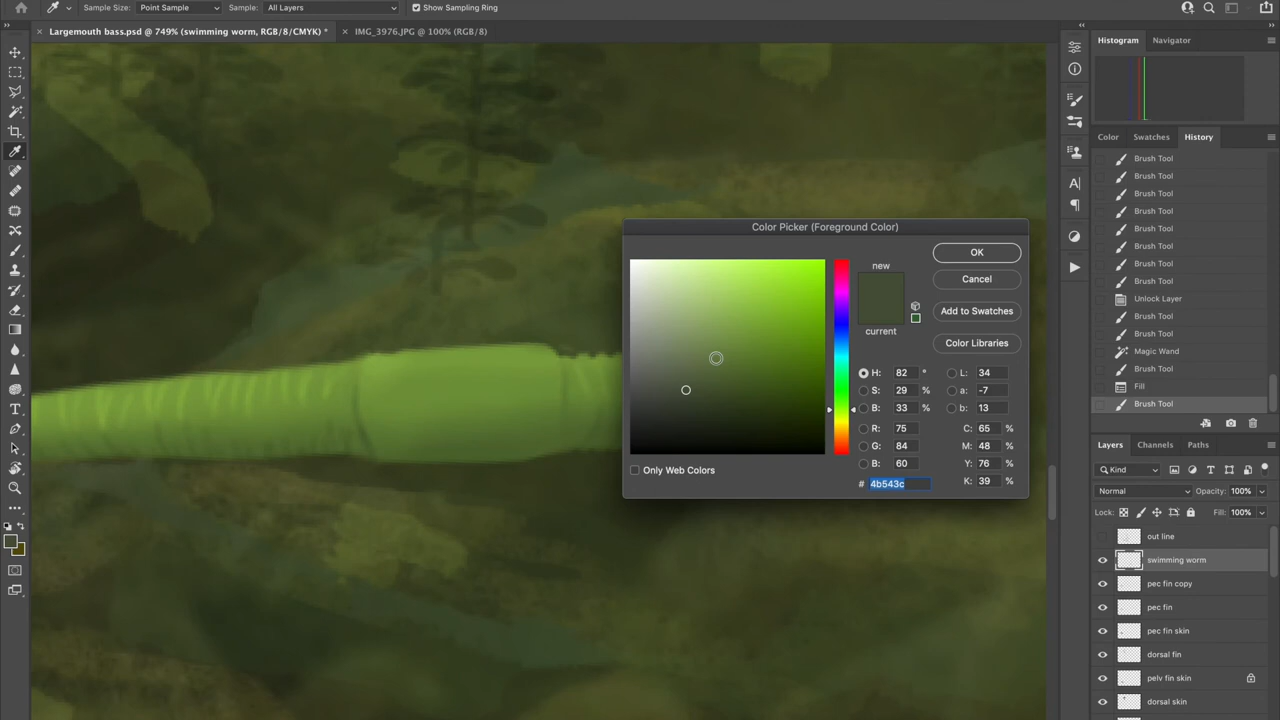 Sample Size: Point Sample Sample: All Layers Show Sampling Ring
Largemouth bass.psd @ 749% (swimming worm, RGB/8/CMYK) *
IMG_3976.JPG @ 100% (RGB/8)
Color Picker (Foreground Color)
new
current
OK
Cancel
Add to Swatches
Color Libraries
H: 82 °
S: 29 %
B: 33 %
R: 75
G: 84
B: 60
L: 34
a: -7
b: 13
C: 65 %
M: 48 %
Y: 76 %
K: 39 %
# 4b543c
Only Web Colors
Histogram Navigator
Color Swatches History
Brush Tool
Brush Tool
Brush Tool
Brush Tool
Brush Tool
Brush Tool
Brush Tool
Brush Tool
Unlock Layer
Brush Tool
Brush Tool
Magic Wand
Brush Tool
Fill
Brush Tool
Layers Channels Paths
Kind
Normal Opacity: 100%
Lock: Fill: 100%
out line
swimming worm
pec fin copy
pec fin
pec fin skin
dorsal fin
pelv fin skin
dorsal skin